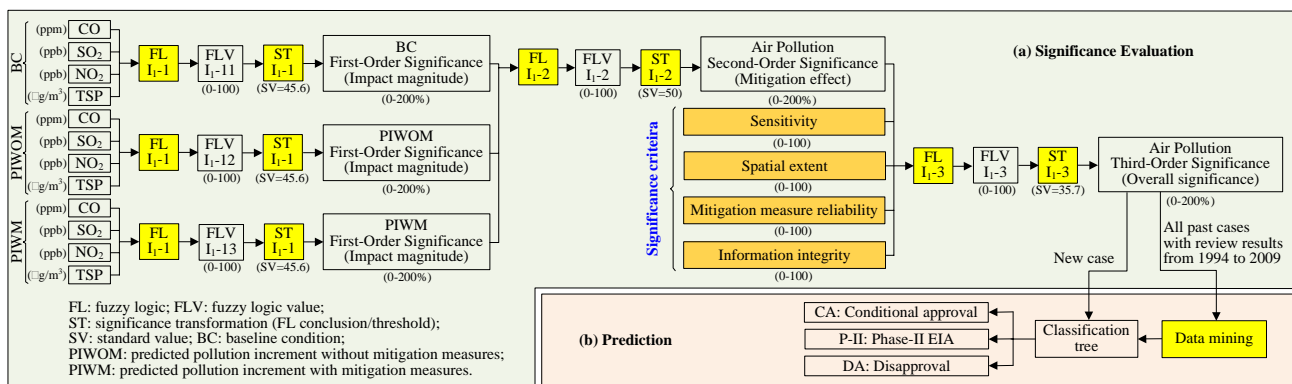 BC
(ppm) CO
(ppb) SO2
(ppb) NO2
(□g/m3) TSP
FL
I1-1
FLV
I1-11
(0-100)
ST
I1-1
(SV=45.6)
BC
First-Order Significance
(Impact magnitude)
(0-200%)
PIWOM
(ppm) CO
(ppb) SO2
(ppb) NO2
(□g/m3) TSP
FL
I1-1
FLV
I1-12
(0-100)
ST
I1-1
(SV=45.6)
PIWOM
First-Order Significance
(Impact magnitude)
(0-200%)
PIWM
(ppm) CO
(ppb) SO2
(ppb) NO2
(□g/m3) TSP
FL
I1-1
FLV
I1-13
(0-100)
ST
I1-1
(SV=45.6)
PIWM
First-Order Significance
(Impact magnitude)
(0-200%)
FL
I1-2
FLV
I1-2
(0-100)
ST
I1-2
(SV=50)
Air Pollution
Second-Order Significance
(Mitigation effect)
(0-200%)
(a) Significance Evaluation
Significance criteira
Sensitivity
(0-100)
Spatial extent
(0-100)
Mitigation measure reliability
(0-100)
Information integrity
(0-100)
FL
I1-3
FLV
I1-3
(0-100)
ST
I1-3
(SV=35.7)
Air Pollution
Third-Order Significance
(Overall significance)
(0-200%)
New case
All past cases
with review results
from 1994 to 2009
FL: fuzzy logic; FLV: fuzzy logic value;
ST: significance transformation (FL conclusion/threshold);
SV: standard value; BC: baseline condition;
PIWOM: predicted pollution increment without mitigation measures;
PIWM: predicted pollution increment with mitigation measures.
(b) Prediction
CA: Conditional approval
P-II: Phase-II EIA
DA: Disapproval
Classification
tree
Data mining